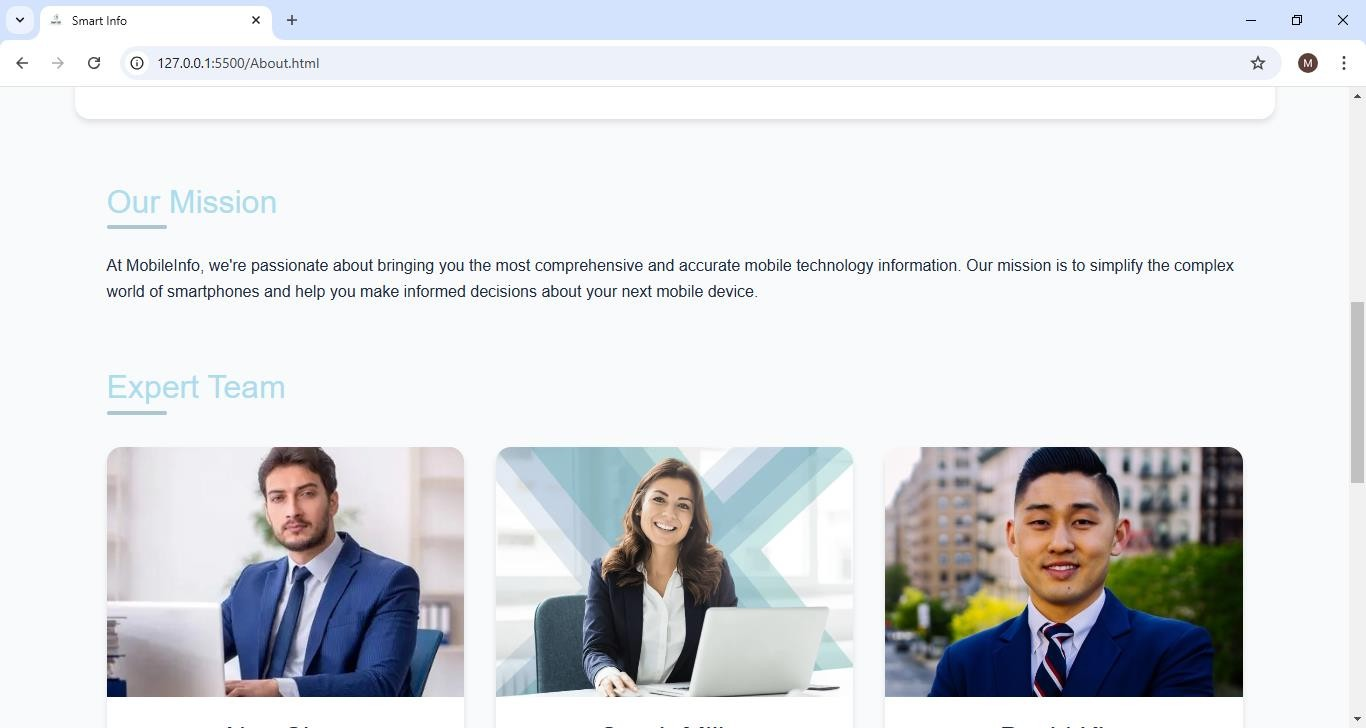 Smart Info
127.0.0.1:5500/About.html
M
Our Mission
At MobileInfo, we're passionate about bringing you the most comprehensive and accurate mobile technology information. Our mission is to simplify the complex
world of smartphones and help you make informed decisions about your next mobile device.
Expert Team